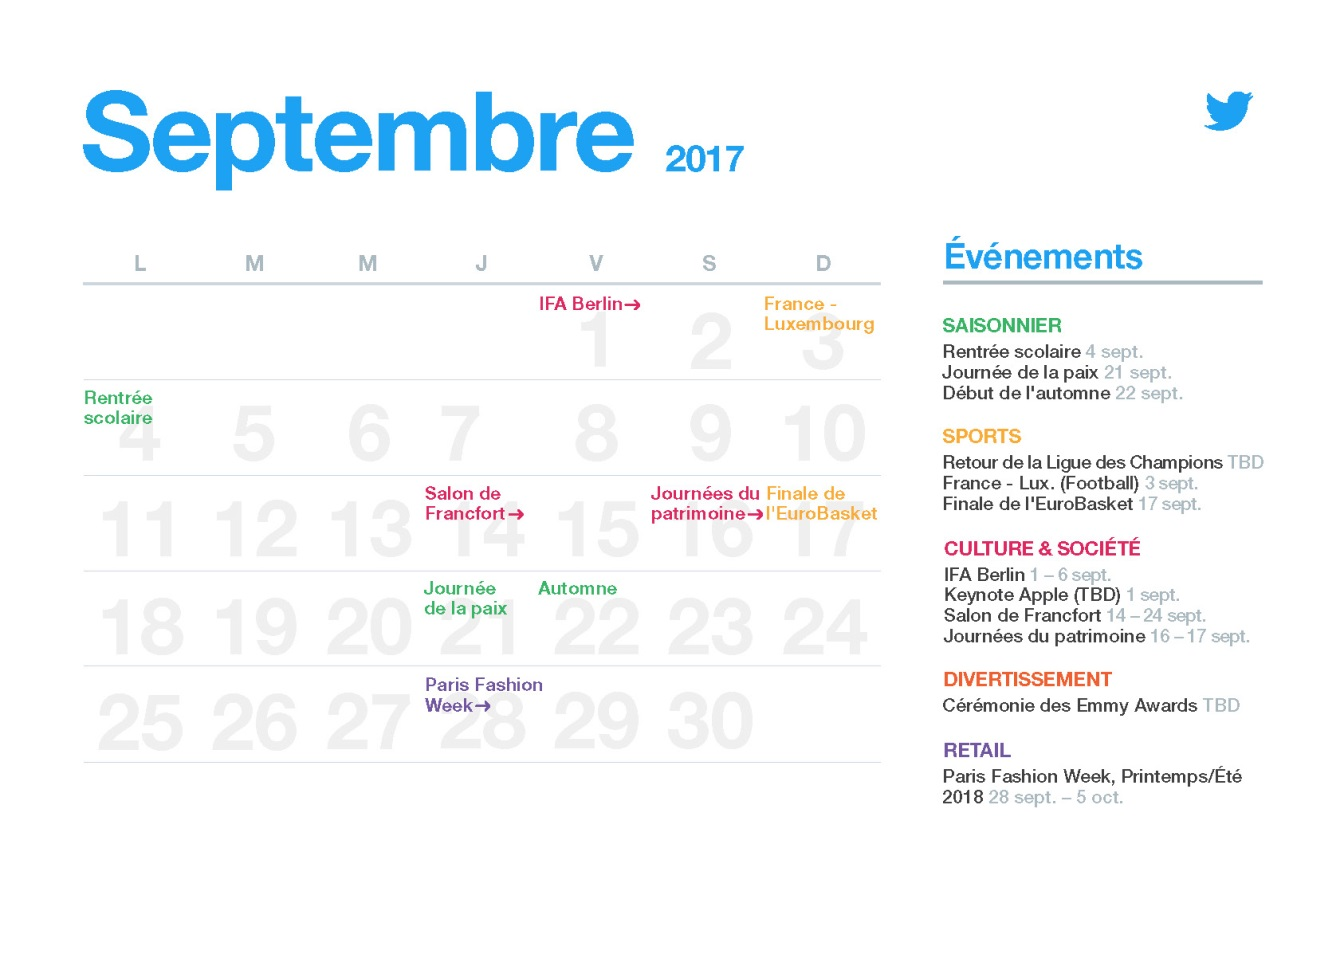 Septembre 2017
L M M J V S D
IFA Berlin→ France -
Luxembourg
1 2 3
Rentrée
scolaire
4 5 6 7 8 9 10
Salon de Journées du Finale de
Francfort→ patrimoine→ l'EuroBasket
11 12 13 14 15 16 17
Journée Automne
de la paix
18 19 20 21 22 23 24
Paris Fashion
Week→
25 26 27 28 29 30
Événements
SAISONNIER
Rentrée scolaire 4 sept.
Journée de la paix 21 sept.
Début de l'automne 22 sept.
SPORTS
Retour de la Ligue des Champions TBD
France - Lux. (Football) 3 sept.
Finale de l'EuroBasket 17 sept.
CULTURE & SOCIÉTÉ
IFA Berlin 1 – 6 sept.
Keynote Apple (TBD) 1 sept.
Salon de Francfort 14 – 24 sept.
Journées du patrimoine 16 – 17 sept.
DIVERTISSEMENT
Cérémonie des Emmy Awards TBD
RETAIL
Paris Fashion Week, Printemps/Été
2018 28 sept. – 5 oct.